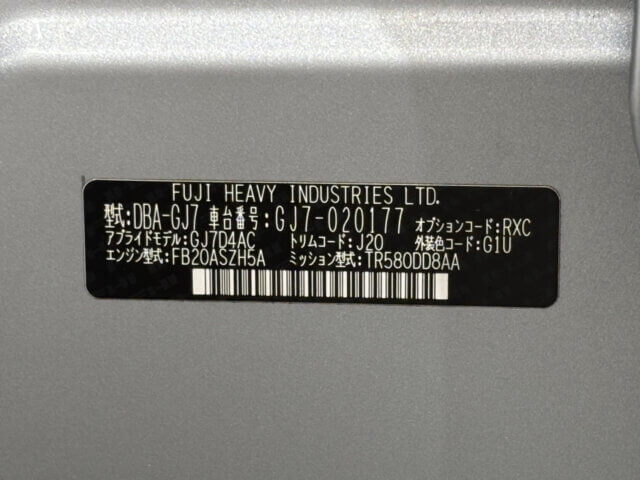 FUJI HEAVY INDUSTRIES LTD.
型式:DBA-GJ7 車台番号:GJ7-020177 オプションコード:RXC
アプライドモデル:GJ7D4AC トリムコード:J20 外装色コード:G1U
エンジン型式:FB20ASZH5A ミッション型式:TR580DD8AA